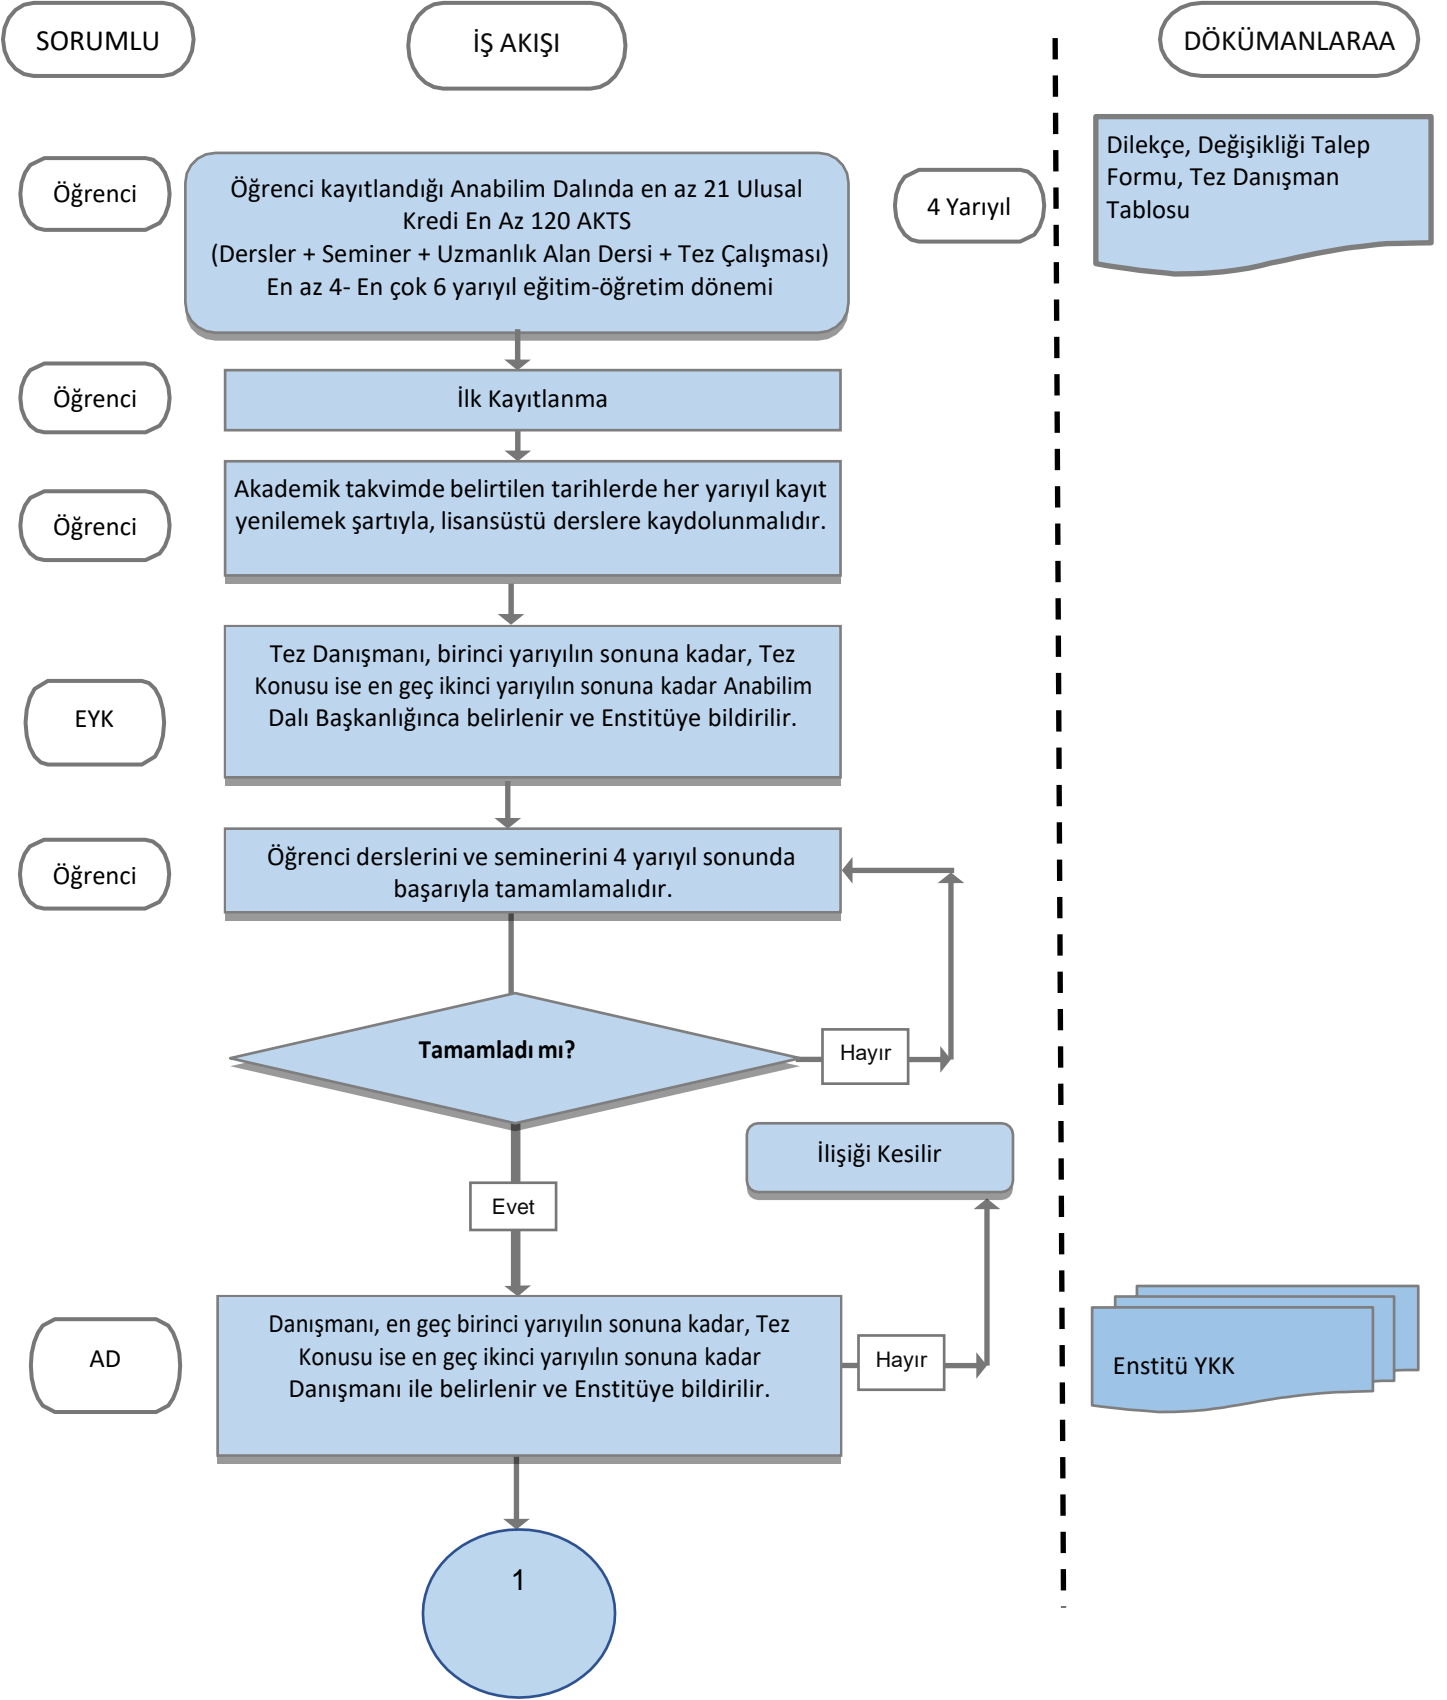 SORUMLU
İŞ AKIŞI
DÖKÜMANLARAA
Öğrenci
Öğrenci kayıtlandığı Anabilim Dalında en az 21 Ulusal
Kredi En Az 120 AKTS
(Dersler + Seminer + Uzmanlık Alan Dersi + Tez Çalışması)
En az 4- En çok 6 yarıyıl eğitim-öğretim dönemi
4 Yarıyıl
Dilekçe, Değişikliği Talep
Formu, Tez Danışman
Tablosu
Öğrenci
İlk Kayıtlanma
Öğrenci
Akademik takvimde belirtilen tarihlerde her yarıyıl kayıt
yenilemek şartıyla, lisansüstü derslere kaydolunmalıdır.
EYK
Tez Danışmanı, birinci yarıyılın sonuna kadar, Tez
Konusu ise en geç ikinci yarıyılın sonuna kadar Anabilim
Dalı Başkanlığınca belirlenir ve Enstitüye bildirilir.
Öğrenci
Öğrenci derslerini ve seminerini 4 yarıyıl sonunda
başarıyla tamamlamalıdır.
Tamamladı mı?
Hayır
İlişiği Kesilir
Evet
AD
Danışmanı, en geç birinci yarıyılın sonuna kadar, Tez
Konusu ise en geç ikinci yarıyılın sonuna kadar
Danışmanı ile belirlenir ve Enstitüye bildirilir.
Hayır
Enstitü YKK
1